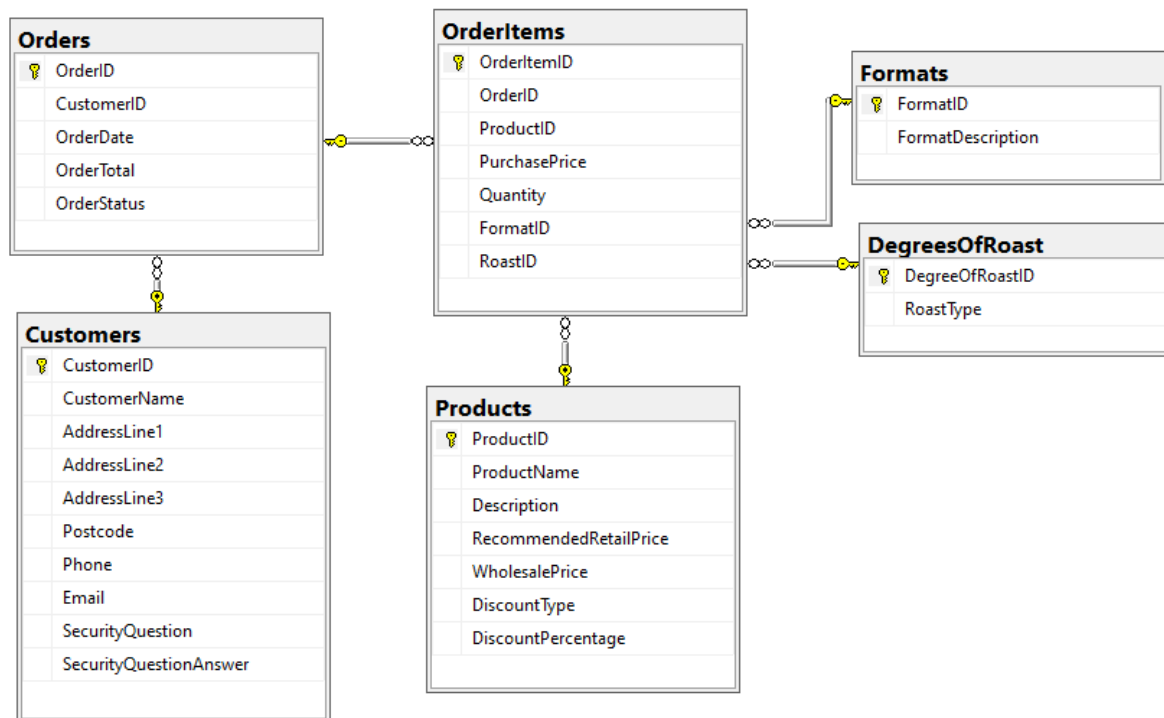 Orders
OrderID
CustomerID
OrderDate
OrderTotal
OrderStatus
OrderItems
OrderItemID
OrderID
ProductID
PurchasePrice
Quantity
FormatID
RoastID
Formats
FormatID
FormatDescription
DegreesOfRoast
DegreeOfRoastID
RoastType
Customers
CustomerID
CustomerName
AddressLine1
AddressLine2
AddressLine3
Postcode
Phone
Email
SecurityQuestion
SecurityQuestionAnswer
Products
ProductID
ProductName
Description
RecommendedRetailPrice
WholesalePrice
DiscountType
DiscountPercentage